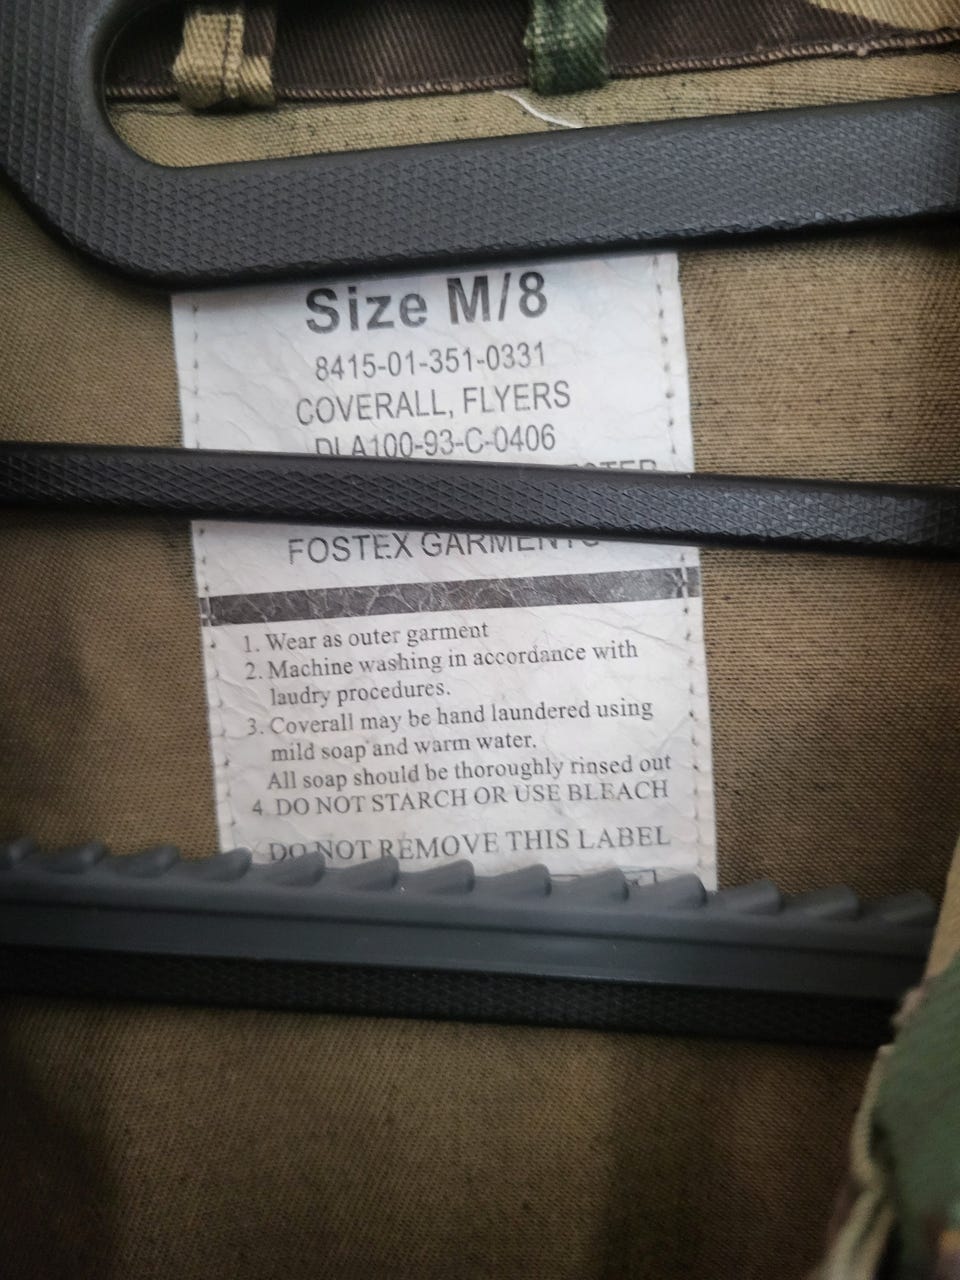 Size M/8
8415-01-351-0331
COVERALL, FLYERS
DLA100-93-C-0406
FOSTEX GARMENTS
1. Wear as outer garment
2. Machine washing in accordance with
laudry procedures.
3. Coverall may be hand laundered using
mild soap and warm water.
All soap should be thoroughly rinsed out
4. DO NOT STARCH OR USE BLEACH
DO NOT REMOVE THIS LABEL